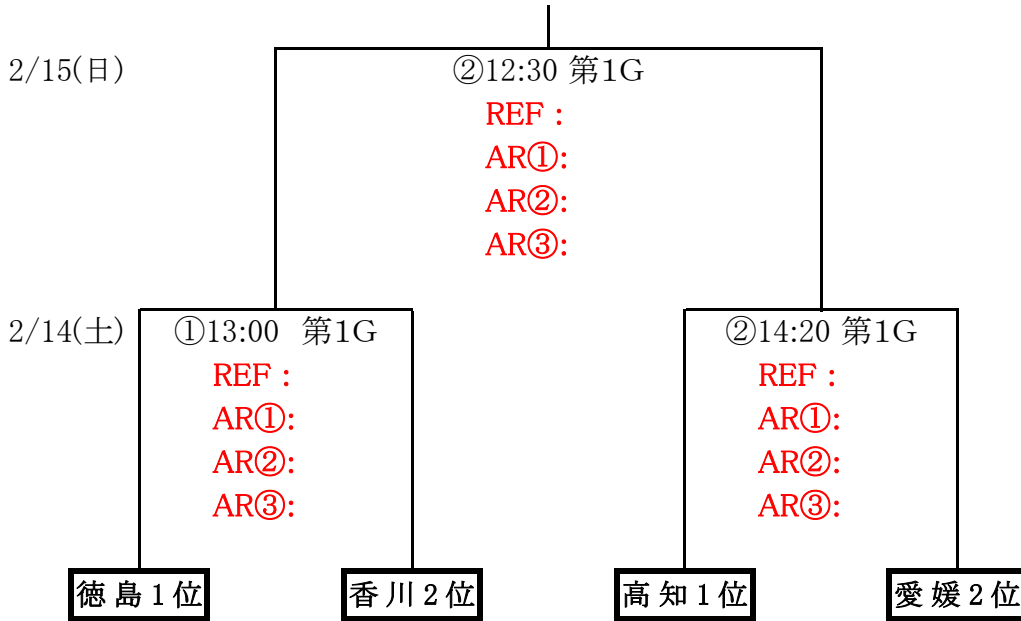 2/15(日)
②12:30 第1G
REF :
AR①:
AR②:
AR③:
2/14(土)
①13:00 第1G
REF :
AR①:
AR②:
AR③:
②14:20 第1G
REF :
AR①:
AR②:
AR③:
徳島1位
香川2位
高知1位
愛媛2位